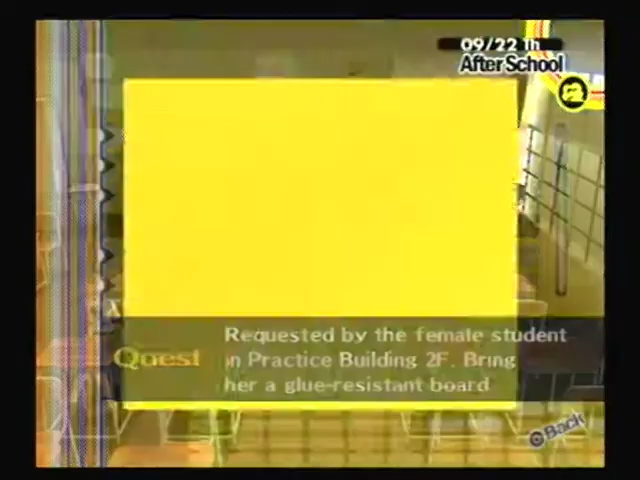 09/22 Th
After School
Requested by the female student
Quest
on Practice Building 2F. Bring
her a glue-resistant board
Back